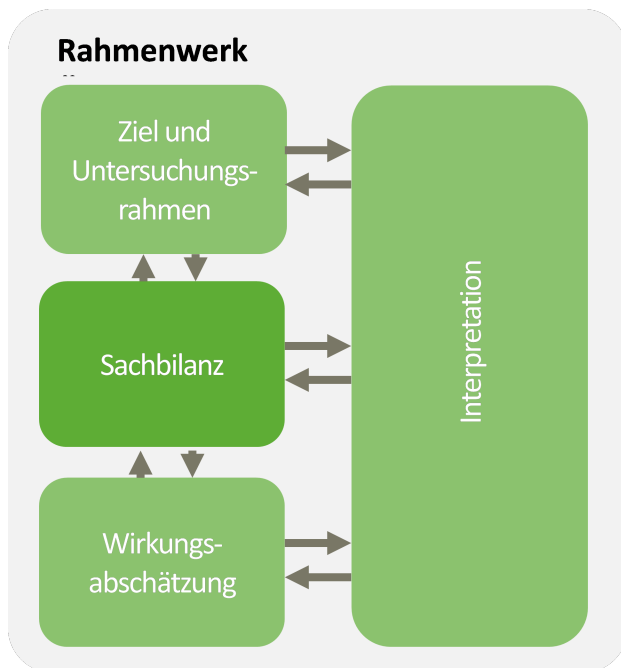 Rahmenwerk
Ziel und
Untersuchungs-
rahmen
Sachbilanz
Wirkungs-
abschätzung
Interpretation